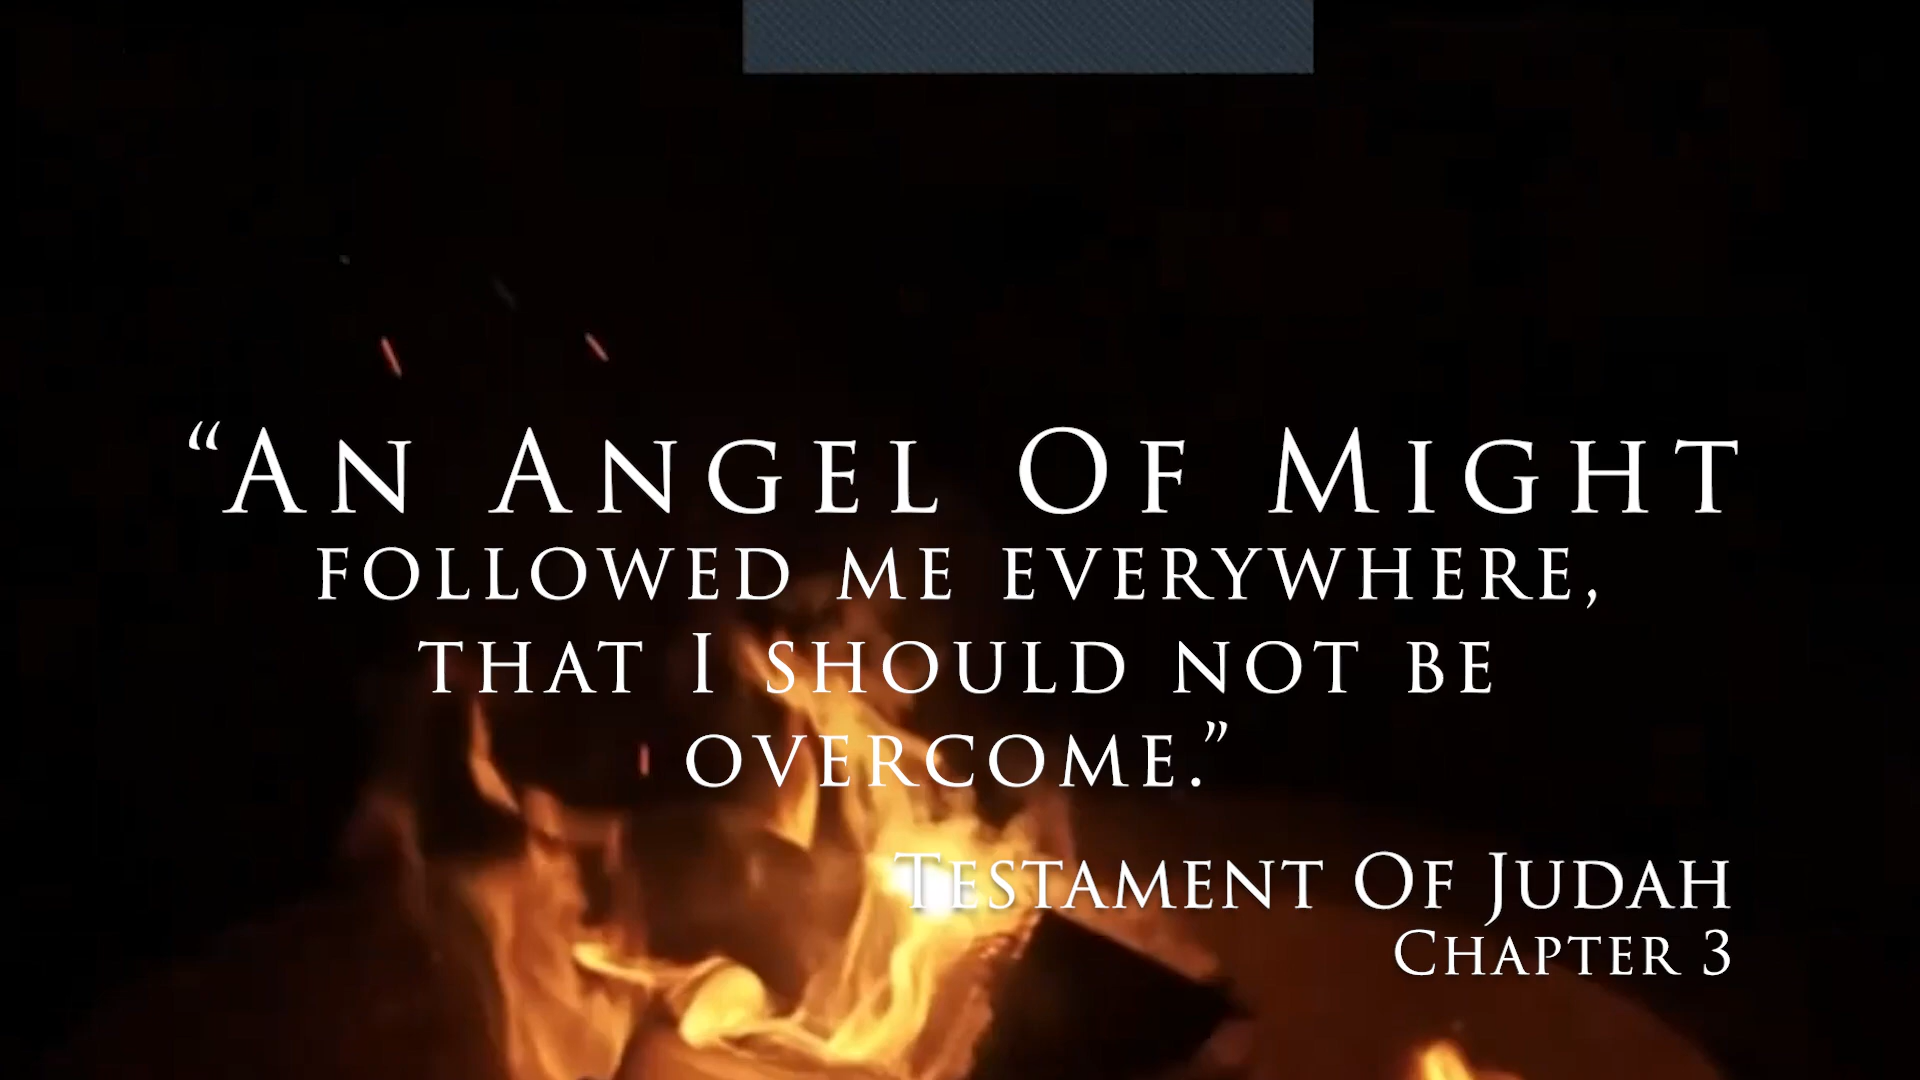 “An Angel Of Might
followed me everywhere,
that I should not be
overcome.”
Testament Of Judah
Chapter 3